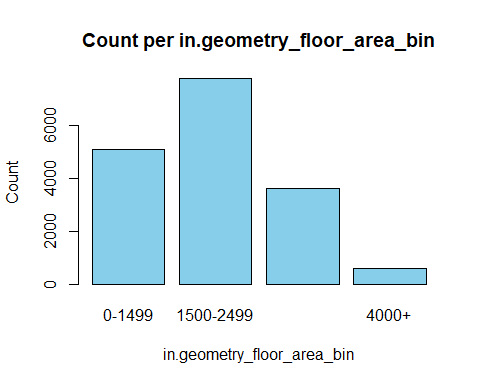 Count per in.geometry_floor_area_bin
6000
4000
2000
0
Count
0-1499 1500-2499 4000+
in.geometry_floor_area_bin